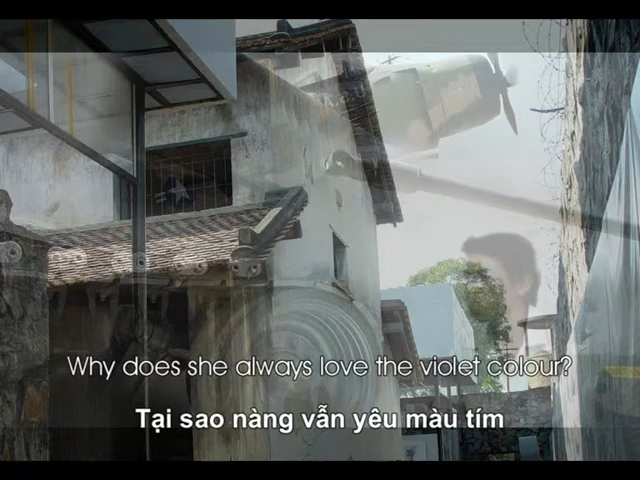 Why does she always love the violet colour?
Tại sao nàng vẫn yêu màu tím